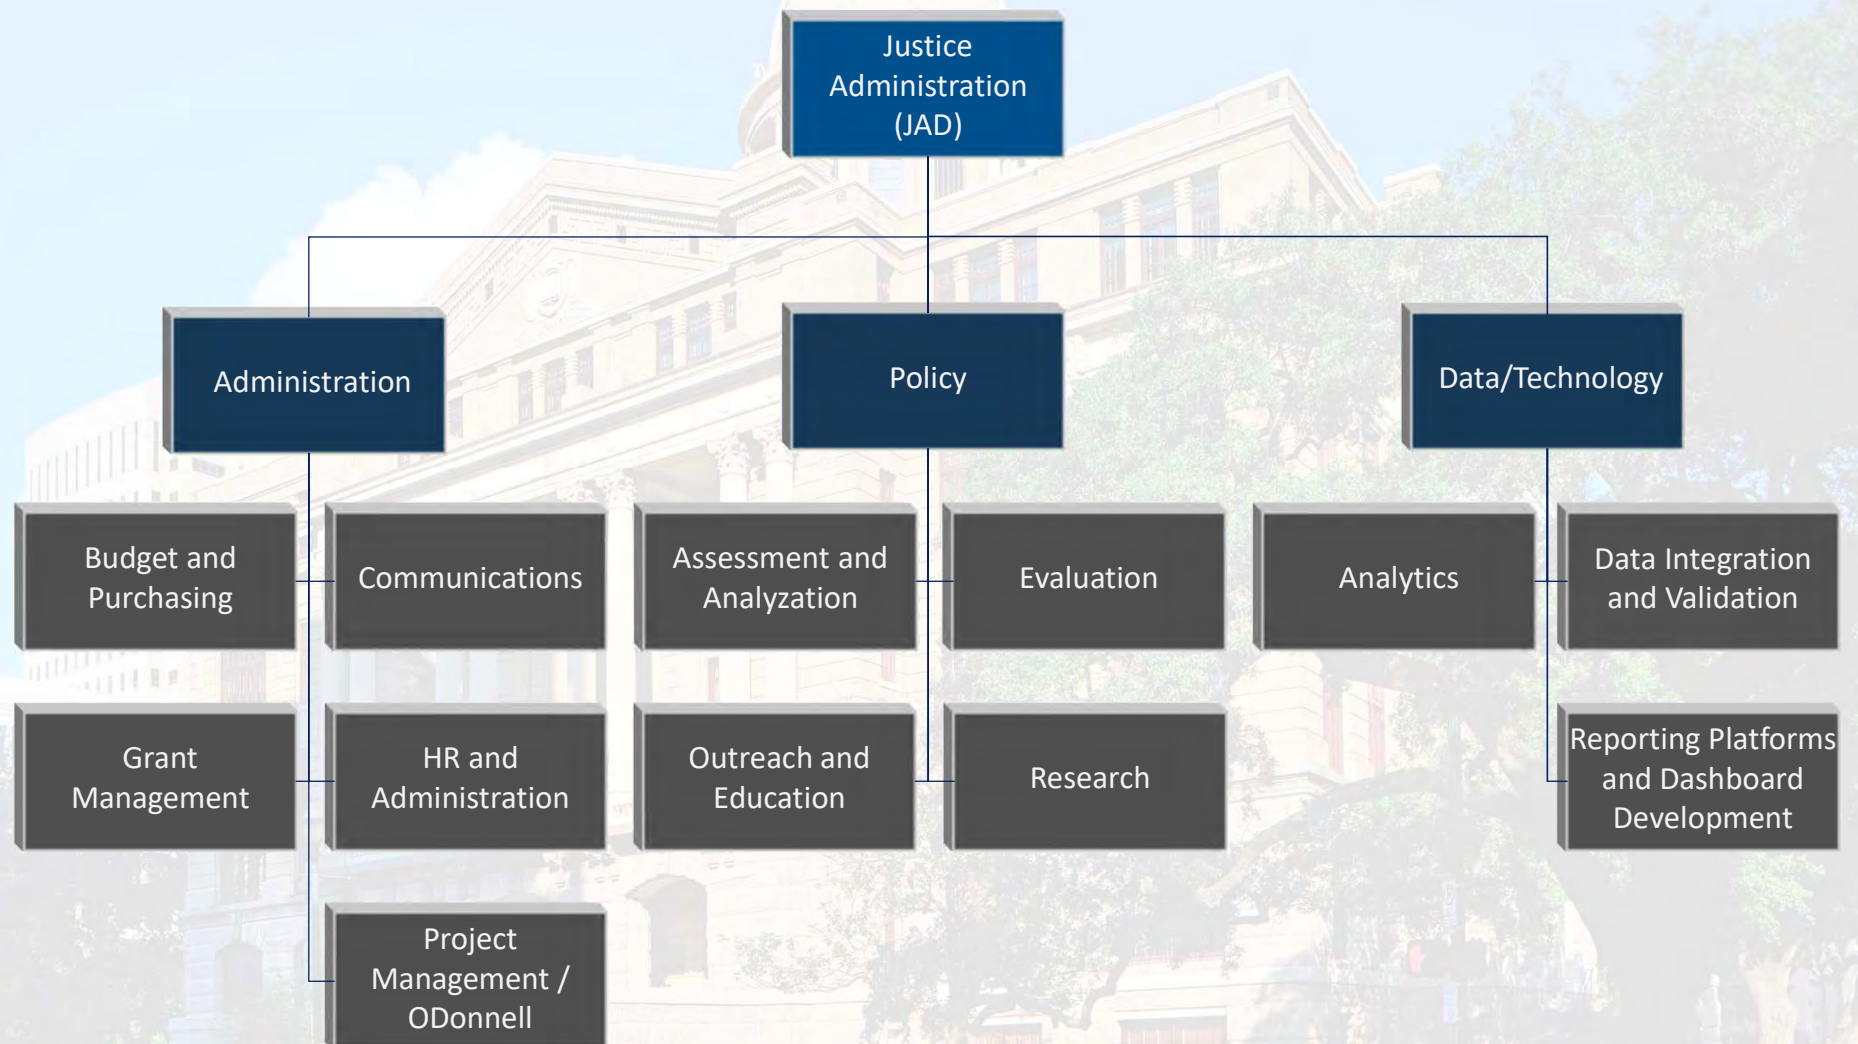 Justice
Administration
(JAD)
Administration
Policy
Data/Technology
Budget and
Purchasing
Communications
Assessment and
Analyzation
Evaluation
Analytics
Data Integration
and Validation
Grant
Management
HR and
Administration
Outreach and
Education
Research
Reporting Platforms
and Dashboard
Development
Project
Management /
ODonnell